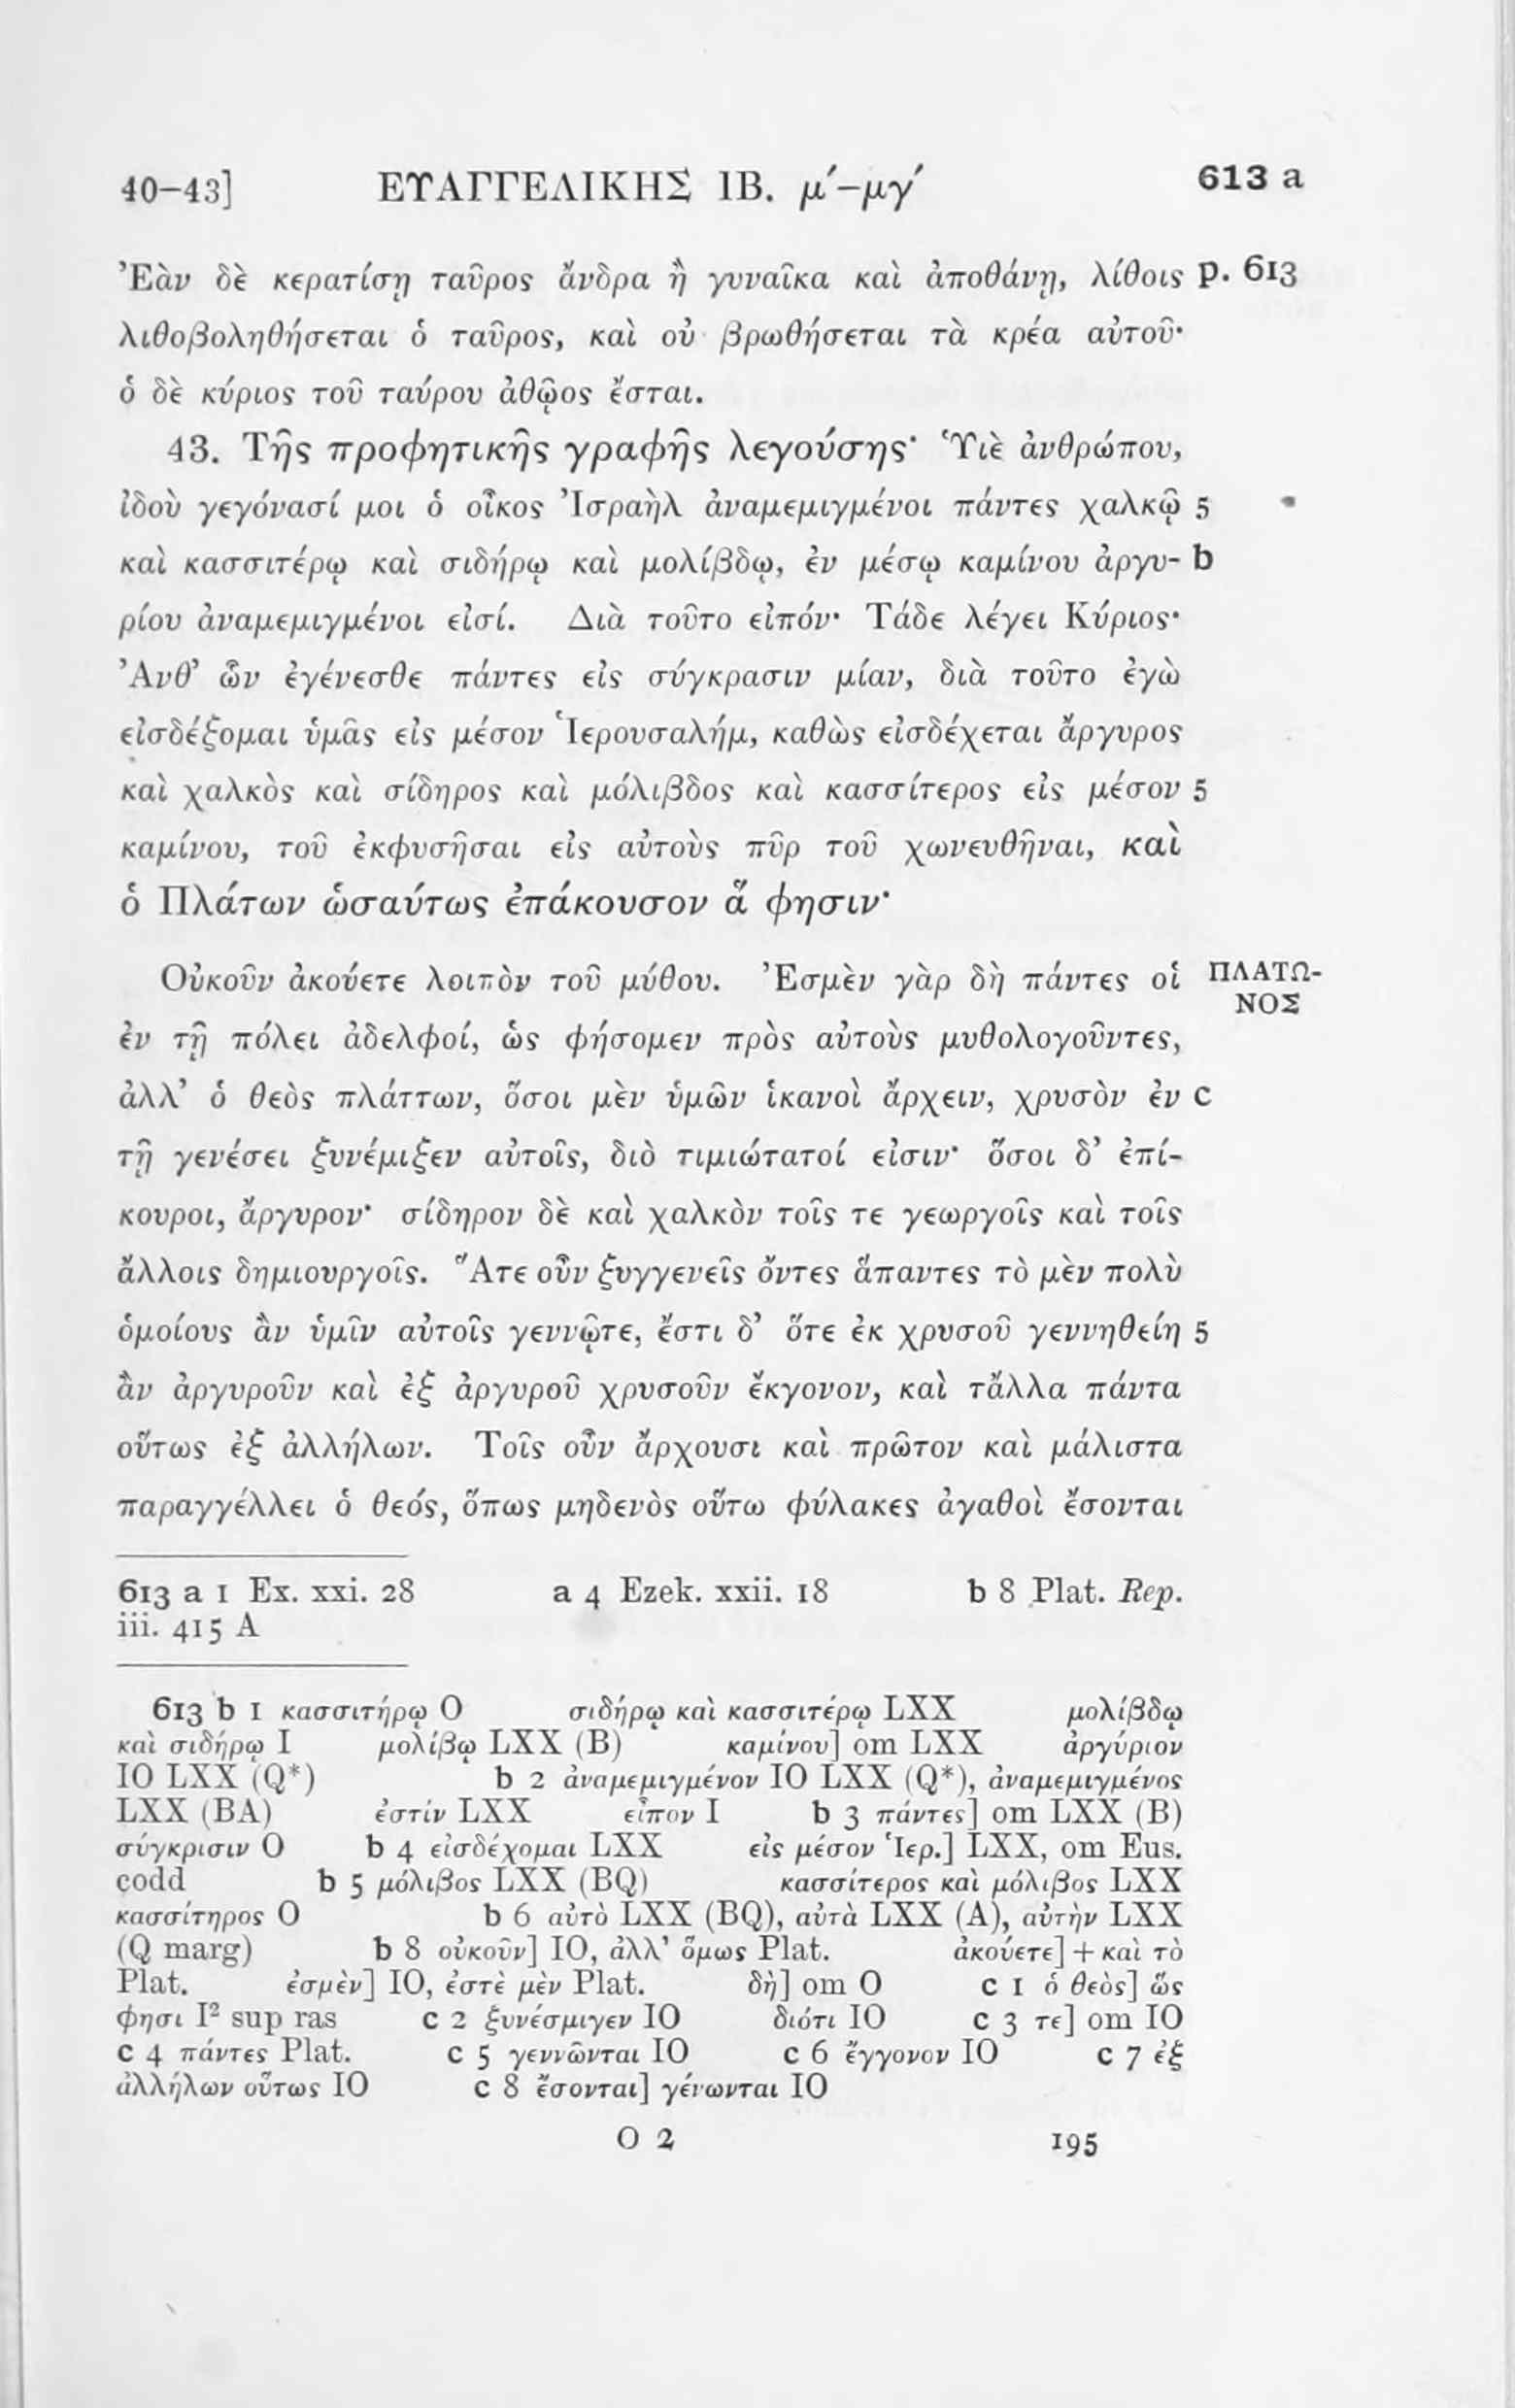 40–43] ΕΥΑΓΓΕΛΙΚΗΣ ΙΒ. μ΄–μγ΄ 613 a
Ἐὰν δὲ κερατίσῃ ταῦρος ἄνδρα ἢ γυναῖκα καὶ ἀποθάνῃ, λίθοις p. 613
λιθοβοληθήσεται ὁ ταῦρος, καὶ οὐ βρωθήσεται τὰ κρέα αὐτοῦ·
ὁ δὲ κύριος τοῦ ταύρου ἀθῷος ἔσται.
43. Τῆς προφητικῆς γραφῆς λεγούσης· Ὑιὲ ἀνθρώπου,
ἰδοὺ γεγόνασί μοι ὁ οἶκος Ἰσραὴλ ἀναμεμιγμένοι πάντες χαλκῷ 5
καὶ κασσιτέρῳ καὶ σιδήρῳ καὶ μολίβδῳ, ἐν μέσῳ καμίνου ἀργυ- b
ρίου ἀναμεμιγμένοι εἰσί. Διὰ τοῦτο εἰπόν· Τάδε λέγει Κύριος·
Ἀνθ’ ὧν ἐγένεσθε πάντες εἰς σύγκρασιν μίαν, διὰ τοῦτο ἐγὼ
εἰσδέξομαι ὑμᾶς εἰς μέσον Ἱερουσαλήμ, καθὼς εἰσδέχεται ἄργυρος
καὶ χαλκὸς καὶ σίδηρος καὶ μόλιβδος καὶ κασσίτερος εἰς μέσον 5
καμίνου, τοῦ ἐκφυσῆσαι εἰς αὐτοὺς πῦρ τοῦ χωνευθῆναι, καὶ
ὁ Πλάτων ὡσαύτως ἐπάκουσον ἅ φησιν·
Οὐκοῦν ἀκούετε λοιπὸν τοῦ μύθου. Ἐσμὲν γὰρ δὴ πάντες οἱ ΠΛΑΤΩ-
ΝΟΣ
ἐν τῇ πόλει ἀδελφοί, ὡς φήσομεν πρὸς αὐτοὺς μυθολογοῦντες,
ἀλλ’ ὁ θεὸς πλάττων, ὅσοι μὲν ὑμῶν ἱκανοὶ ἄρχειν, χρυσὸν ἐν c
τῇ γενέσει ξυνέμιξεν αὐτοῖς, διὸ τιμιώτατοί εἰσιν· ὅσοι δ’ ἐπί-
κουροι, ἄργυρον· σίδηρον δὲ καὶ χαλκὸν τοῖς τε γεωργοῖς καὶ τοῖς
ἄλλοις δημιουργοῖς. Ἅτε οὖν ξυγγενεῖς ὄντες ἅπαντες τὸ μὲν πολὺ
ὁμοίους ἂν ὑμῖν αὐτοῖς γεννῷτε, ἔστι δ’ ὅτε ἐκ χρυσοῦ γεννηθείη 5
ἂν ἀργυροῦν καὶ ἐξ ἀργυροῦ χρυσοῦν ἔκγονον, καὶ τἄλλα πάντα
οὕτως ἐξ ἀλλήλων. Τοῖς οὖν ἄρχουσι καὶ πρῶτον καὶ μάλιστα
παραγγέλλει ὁ θεός, ὅπως μηδενὸς οὕτω φύλακες ἀγαθοὶ ἔσονται
613 a 1 Ex. xxi. 28 a 4 Ezek. xxii. 18 b 8 Plat. Rep.
iii. 415 A
613 b 1 κασσιτήρῳ O σιδήρῳ καὶ κασσιτέρῳ LXX μολίβδῳ
καὶ σιδήρῳ I μολίβῳ LXX (B) καμίνου] om LXX ἀργύριον
IO LXX (Q*) b 2 ἀναμεμιγμένον IO LXX (Q*), ἀναμεμιγμένος
LXX (BA) ἐστίν LXX εἶπον I b 3 πάντες] om LXX (B)
σύγκρισιν O b 4 εἰσδέχομαι LXX εἰς μέσον Ἱερ.] LXX, om Eus.
codd b 5 μόλιβος LXX (BQ) κασσίτερος καὶ μόλιβος LXX
κασσίτηρος O b 6 αὐτὸ LXX (BQ), αὐτὰ LXX (A), αὐτὴν LXX
(Q marg) b 8 οὐκοῦν] IO, ἀλλ’ ὅμως Plat. ἀκούετε] + καὶ τὸ
Plat. ἐσμὲν] IO, ἐστὲ μὲν Plat. δὴ] om O c 1 ὁ θεὸς] ὥς
φησι I² sup ras c 2 ξυνέσμιγεν IO διότι IO c 3 τε] om IO
c 4 πάντες Plat. c 5 γεννῶνται IO c 6 ἔγγονον IO c 7 ἐξ
ἀλλήλων οὕτως IO c 8 ἔσονται] γένωνται IO
O 2 195